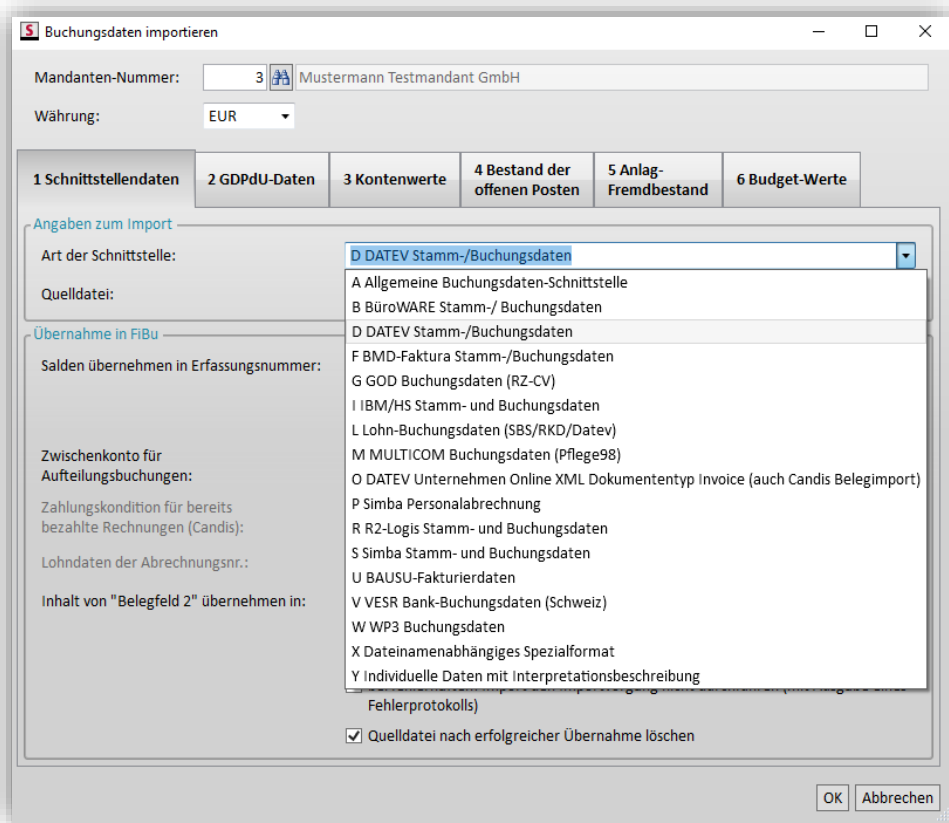 S Buchungsdaten importieren
Mandanten-Nummer: 3 Mustermann Testmandant GmbH
Währung: EUR
1 Schnittstellendaten
2 GDPdU-Daten
3 Kontenwerte
4 Bestand der
offenen Posten
5 Anlag-
Fremdbestand
6 Budget-Werte
Angaben zum Import
Art der Schnittstelle: D DATEV Stamm-/Buchungsdaten
Quelldatei:
A Allgemeine Buchungsdaten-Schnittstelle
B BüroWARE Stamm-/ Buchungsdaten
D DATEV Stamm-/Buchungsdaten
F BMD-Faktura Stamm-/Buchungsdaten
G GOD Buchungsdaten (RZ-CV)
I IBM/HS Stamm- und Buchungsdaten
L Lohn-Buchungsdaten (SBS/RKD/Datev)
M MULTICOM Buchungsdaten (Pflege98)
O DATEV Unternehmen Online XML Dokumententyp Invoice (auch Candis Belegimport)
P Simba Personalabrechnung
R R2-Logis Stamm- und Buchungsdaten
S Simba Stamm- und Buchungsdaten
U BAUSU-Fakturierdaten
V VESR Bank-Buchungsdaten (Schweiz)
W WP3 Buchungsdaten
X Dateinamenabhängiges Spezialformat
Y Individuelle Daten mit Interpretationsbeschreibung
Übernahme in FiBu
Salden übernehmen in Erfassungsnummer:
Zwischenkonto für
Aufteilungsbuchungen:
Zahlungskondition für bereits
bezahlte Rechnungen (Candis):
Lohndaten der Abrechnungsnr.:
Inhalt von "Belegfeld 2" übernehmen in:
Fehlerprotokolls)
Quelldatei nach erfolgreicher Übernahme löschen
OK
Abbrechen